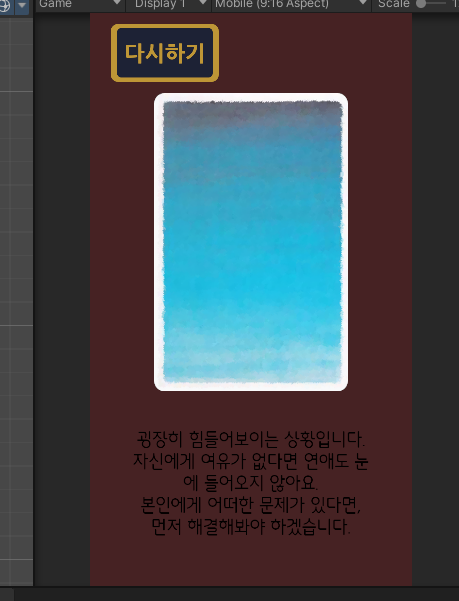 Game Display 1 Mobile (9:16 Aspect) Scale 1
다시하기
굉장히 힘들어보이는 상황입니다.
자신에게 여유가 없다면 연애도 눈
에 들어오지 않아요.
본인에게 어떠한 문제가 있다면,
먼저 해결해봐야 하겠습니다.